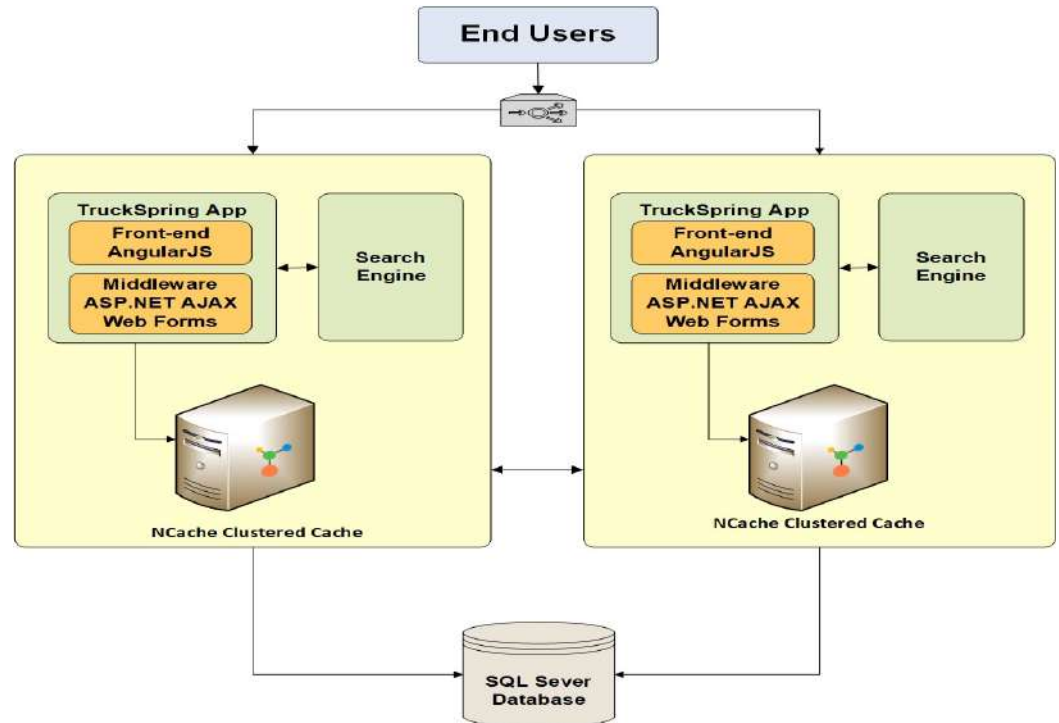 End Users
TruckSpring App
Front-end
AngularJS
Middleware
ASP.NET AJAX
Web Forms
Search
Engine
NCache Clustered Cache
TruckSpring App
Front-end
AngularJS
Middleware
ASP.NET AJAX
Web Forms
Search
Engine
NCache Clustered Cache
SQL Sever
Database